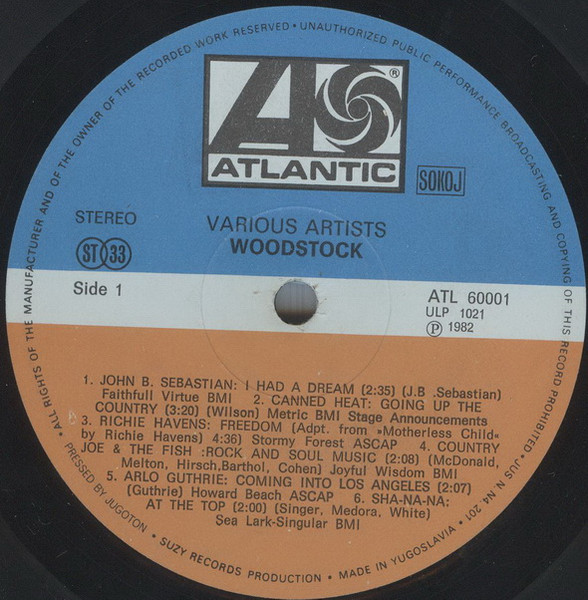 · ALL RIGHTS OF THE MANUFACTURER AND OF THE OWNER OF THE RECORDED WORK RESERVED · UNAUTHORIZED PUBLIC PERFORMANCE BROADCASTING AND COPYING OF THIS RECORD PROHIBITED · JUS N.N4 201
A
®
ATLANTIC
SOKOJ
STEREO
VARIOUS ARTISTS
WOODSTOCK
ST 33
Side 1
ATL 60001
ULP 1021
Ⓟ 1982
1. JOHN B. SEBASTIAN: I HAD A DREAM (2:35) (J.B .Sebastian)
Faithfull Virtue BMI 2. CANNED HEAT: GOING UP THE
COUNTRY (3:20) (Wilson) Metric BMI Stage Announcements
3. RICHIE HAVENS: FREEDOM (Adpt. from »Motherless Child«
by Richie Havens) 4:36) Stormy Forest ASCAP 4. COUNTRY
JOE & THE FISH :ROCK AND SOUL MUSIC (2:08) (McDonald,
Melton, Hirsch,Barthol, Cohen) Joyful Wisdom BMI
5. ARLO GUTHRIE: COMING INTO LOS ANGELES (2:07)
(Guthrie) Howard Beach ASCAP 6. SHA-NA-NA:
AT THE TOP (2:00) (Singer, Medora, White)
Sea Lark-Singular BMI
PRESSED BY JUGOTON · SUZY RECORDS PRODUCTION · MADE IN YUGOSLAVIA ·